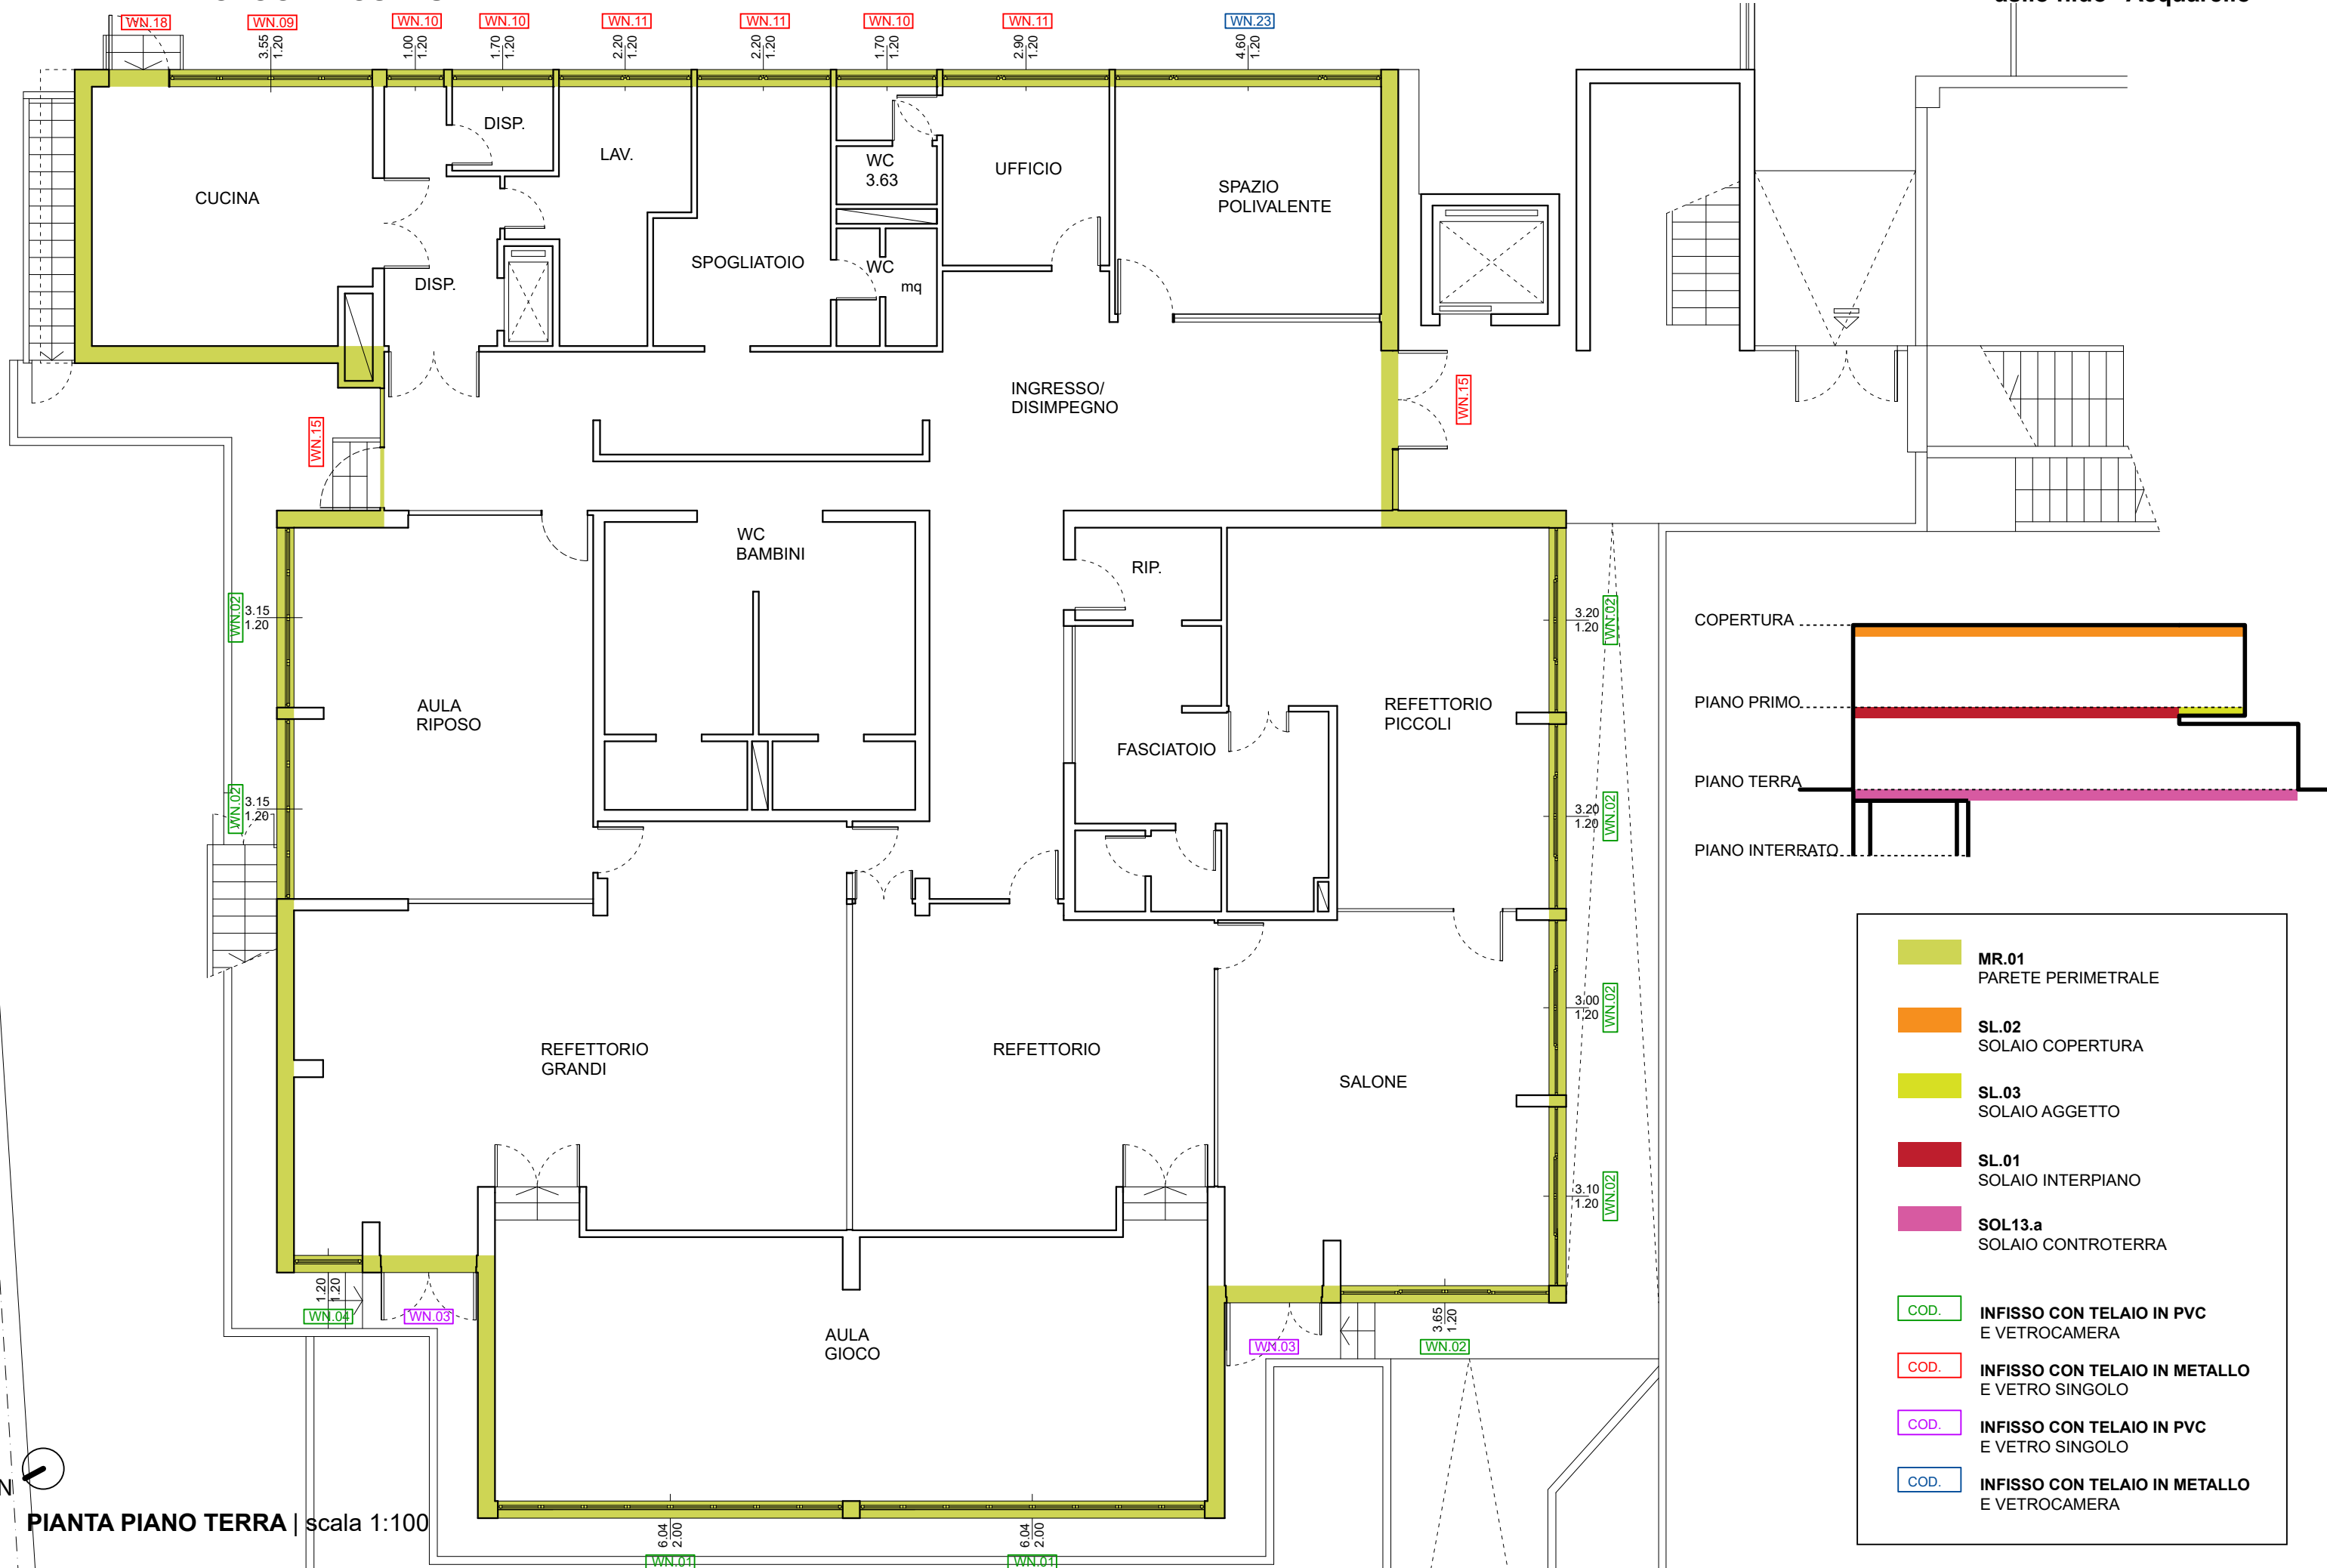 asilo nido "Acquarello"
WN.18
WN.09
WN.10
WN.10
WN.11
WN.11
WN.10
WN.11
WN.23
3.55
1.20
1.00
1.20
1.70
1.20
2.20
1.20
2.20
1.20
1.70
1.20
2.90
1.20
4.60
1.20
DISP.
LAV.
WC
3.63
UFFICIO
CUCINA
SPAZIO
POLIVALENTE
SPOGLIATOIO
WC
mq
DISP.
INGRESSO/
DISIMPEGNO
WN.15
WN.15
WC
BAMBINI
RIP.
WN.02
3.15
1.20
3.20
1.20
WN.02
AULA
RIPOSO
REFETTORIO
PICCOLI
FASCIATOIO
WN.02
3.15
1.20
3.20
1.20
WN.02
COPERTURA
PIANO PRIMO
PIANO TERRA
PIANO INTERRATO
3.00
1.20
WN.02
REFETTORIO
GRANDI
REFETTORIO
SALONE
3.10
1.20
WN.02
1.20
1.20
WN.04
WN.03
WN.03
3.65
1.20
WN.02
AULA
GIOCO
6.04
2.00
WN.01
6.04
2.00
WN.01
MR.01
PARETE PERIMETRALE
SL.02
SOLAIO COPERTURA
SL.03
SOLAIO AGGETTO
SL.01
SOLAIO INTERPIANO
SOL13.a
SOLAIO CONTROTERRA
COD.
INFISSO CON TELAIO IN PVC
E VETROCAMERA
COD.
INFISSO CON TELAIO IN METALLO
E VETRO SINGOLO
COD.
INFISSO CON TELAIO IN PVC
E VETRO SINGOLO
COD.
INFISSO CON TELAIO IN METALLO
E VETROCAMERA
N
PIANTA PIANO TERRA | scala 1:100